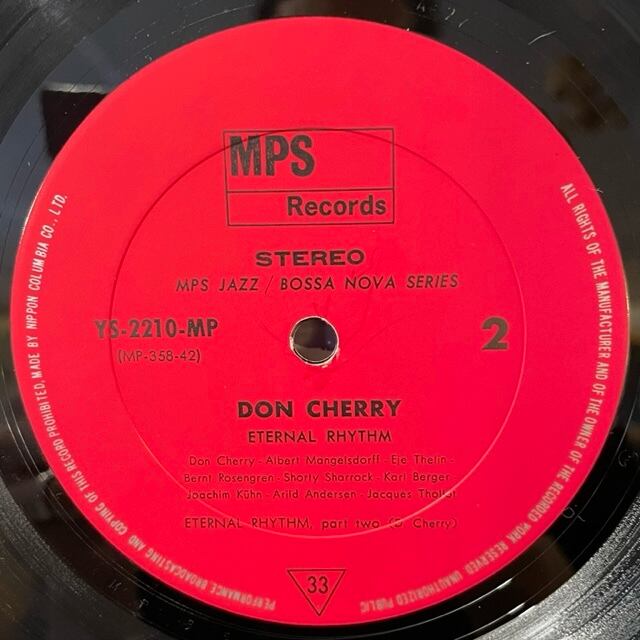 MPS
Records
STEREO
MPS JAZZ / BOSSA NOVA SERIES
YS-2210-MP
(MP-358-42)
2
DON CHERRY
ETERNAL RHYTHM
Don Cherry - Albert Mangelsdorff - Eje Thelin -
Bernt Rosengren - Shorty Sharrock - Karl Berger
Joachim Kühn - Arild Andersen - Jacques Thollot
ETERNAL RHYTHM, part two (D Cherry)
33
ALL RIGHTS OF THE MANUFACTURER AND OF THE OWNER OF THE RECORDED WORK RESERVED UNAUTHORIZED PUBLIC
PERFORMANCE BROADCASTING AND COPYING OF THIS RECORD PROHIBITED, MADE BY NIPPON COLUMBIA CO., LTD.